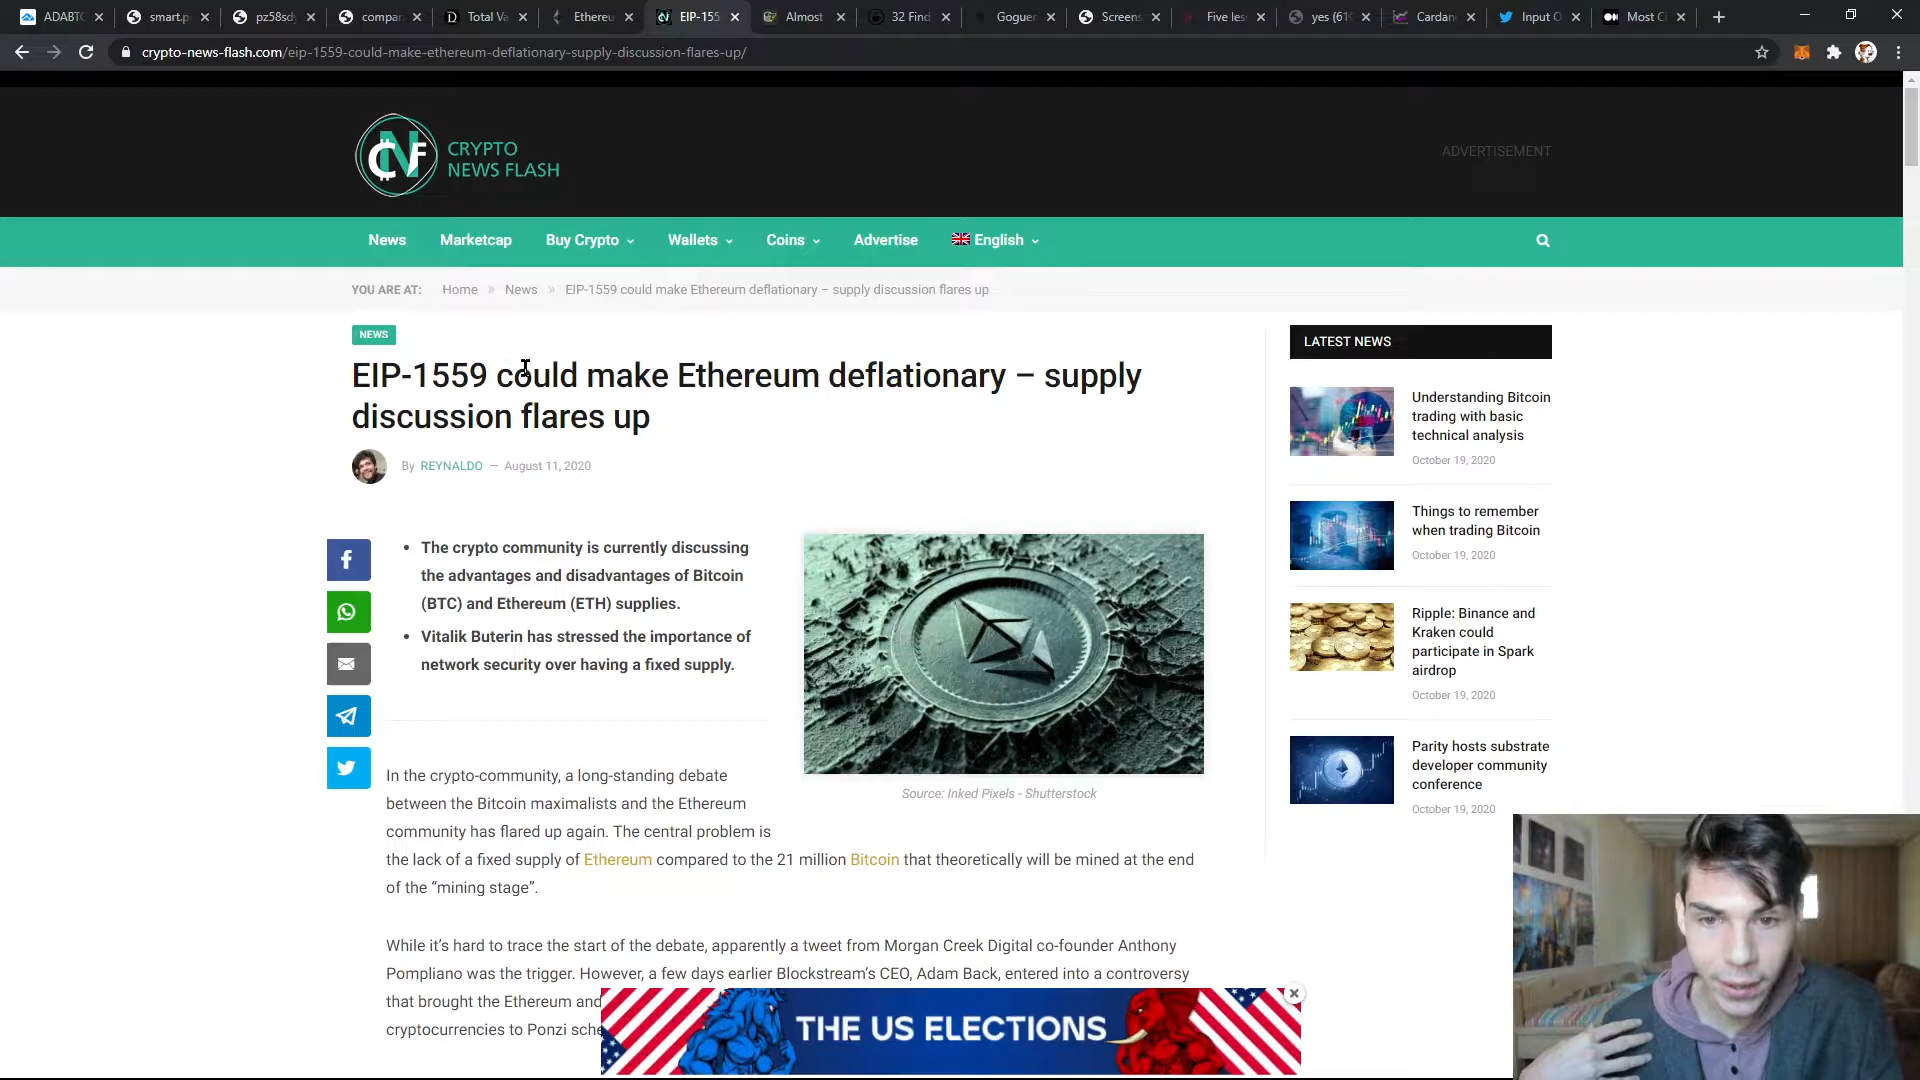 ADABTC
smart.p
pz58sdy
compar
Total Va
Ethereu
EIP-155
Almost
32 Find
Goguen
Screens
Five les
yes (61
Cardan
Input O
Most Ci
crypto-news-flash.com/eip-1559-could-make-ethereum-deflationary-supply-discussion-flares-up/
CNF
CRYPTO
NEWS FLASH
ADVERTISEMENT
News
Marketcap
Buy Crypto
Wallets
Coins
Advertise
English
YOU ARE AT: Home » News » EIP-1559 could make Ethereum deflationary – supply discussion flares up
NEWS
EIP-1559 could make Ethereum deflationary – supply
discussion flares up
By REYNALDO — August 11, 2020
• The crypto community is currently discussing
the advantages and disadvantages of Bitcoin
(BTC) and Ethereum (ETH) supplies.
• Vitalik Buterin has stressed the importance of
network security over having a fixed supply.
Source: Inked Pixels - Shutterstock
In the crypto-community, a long-standing debate
between the Bitcoin maximalists and the Ethereum
community has flared up again. The central problem is
the lack of a fixed supply of Ethereum compared to the 21 million Bitcoin that theoretically will be mined at the end
of the “mining stage”.
While it’s hard to trace the start of the debate, apparently a tweet from Morgan Creek Digital co-founder Anthony
Pompliano was the trigger. However, a few days earlier Blockstream’s CEO, Adam Back, entered into a controversy
that brought the Ethereum and
cryptocurrencies to Ponzi sche
THE US ELECTIONS
LATEST NEWS
Understanding Bitcoin
trading with basic
technical analysis
October 19, 2020
Things to remember
when trading Bitcoin
October 19, 2020
Ripple: Binance and
Kraken could
participate in Spark
airdrop
October 19, 2020
Parity hosts substrate
developer community
conference
October 19, 2020